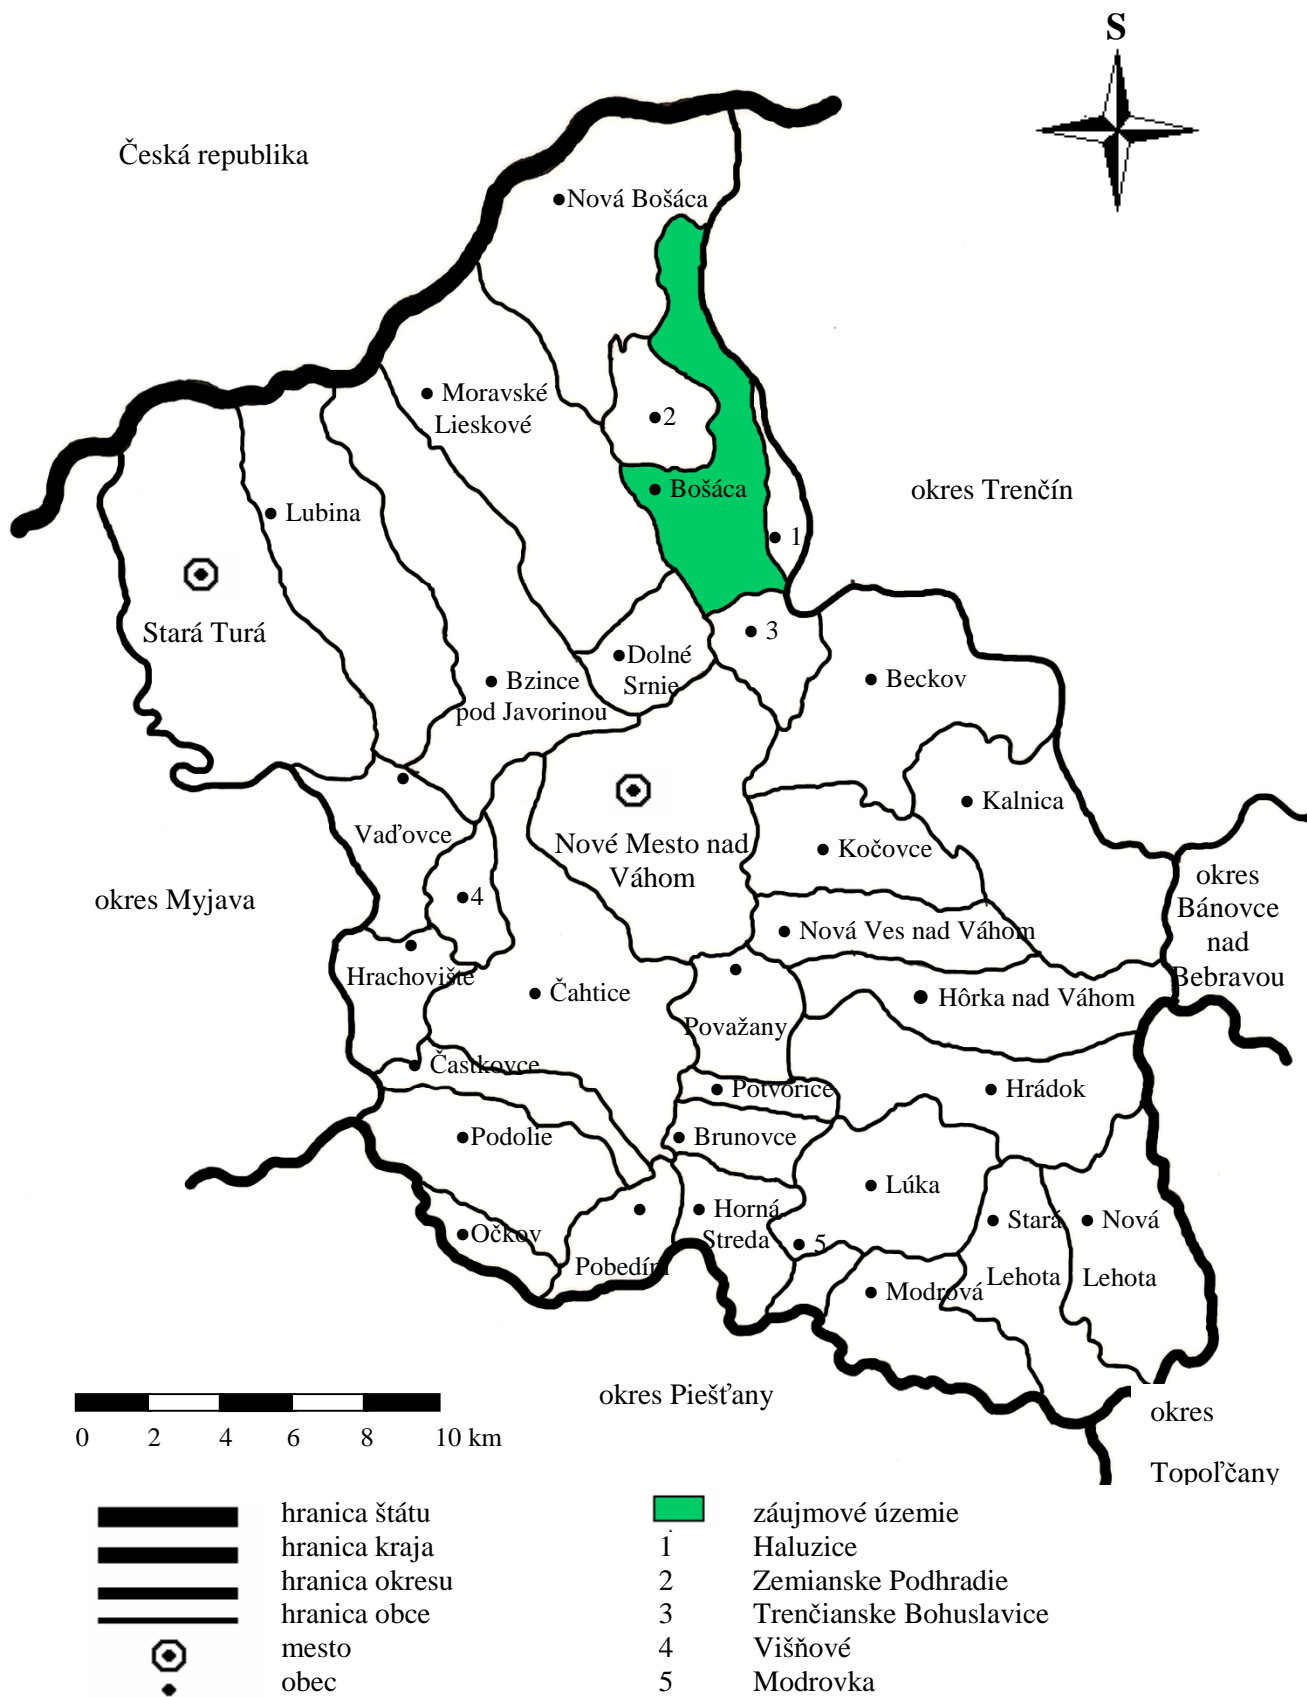 S
Česká republika
Nová Bošáca
Moravské
Lieskové
2
Bošáca
okres Trenčín
Lubina
1
Stará Turá
3
Dolné
Srnie
Beckov
Bzince
pod Javorinou
Kalnica
Vaďovce
Nové Mesto nad
Váhom
Kočovce
okres
Bánovce
nad
Bebravou
okres Myjava
4
Nová Ves nad Váhom
Hrachovište
Čahtice
Hôrka nad Váhom
Považany
Častkovce
Potvorice
Hrádok
Podolie
Brunovce
Lúka
Horná
Streda
Stará
Lehota
Nová
Lehota
Očkov
5
Pobedím
Modrová
okres Piešťany
okres
Topoľčany
0 2 4 6 8 10 km
hranica štátu
hranica kraja
hranica okresu
hranica obce
mesto
obec
záujmové územie
1 Haluzice
2 Zemianske Podhradie
3 Trenčianske Bohuslavice
4 Višňové
5 Modrovka